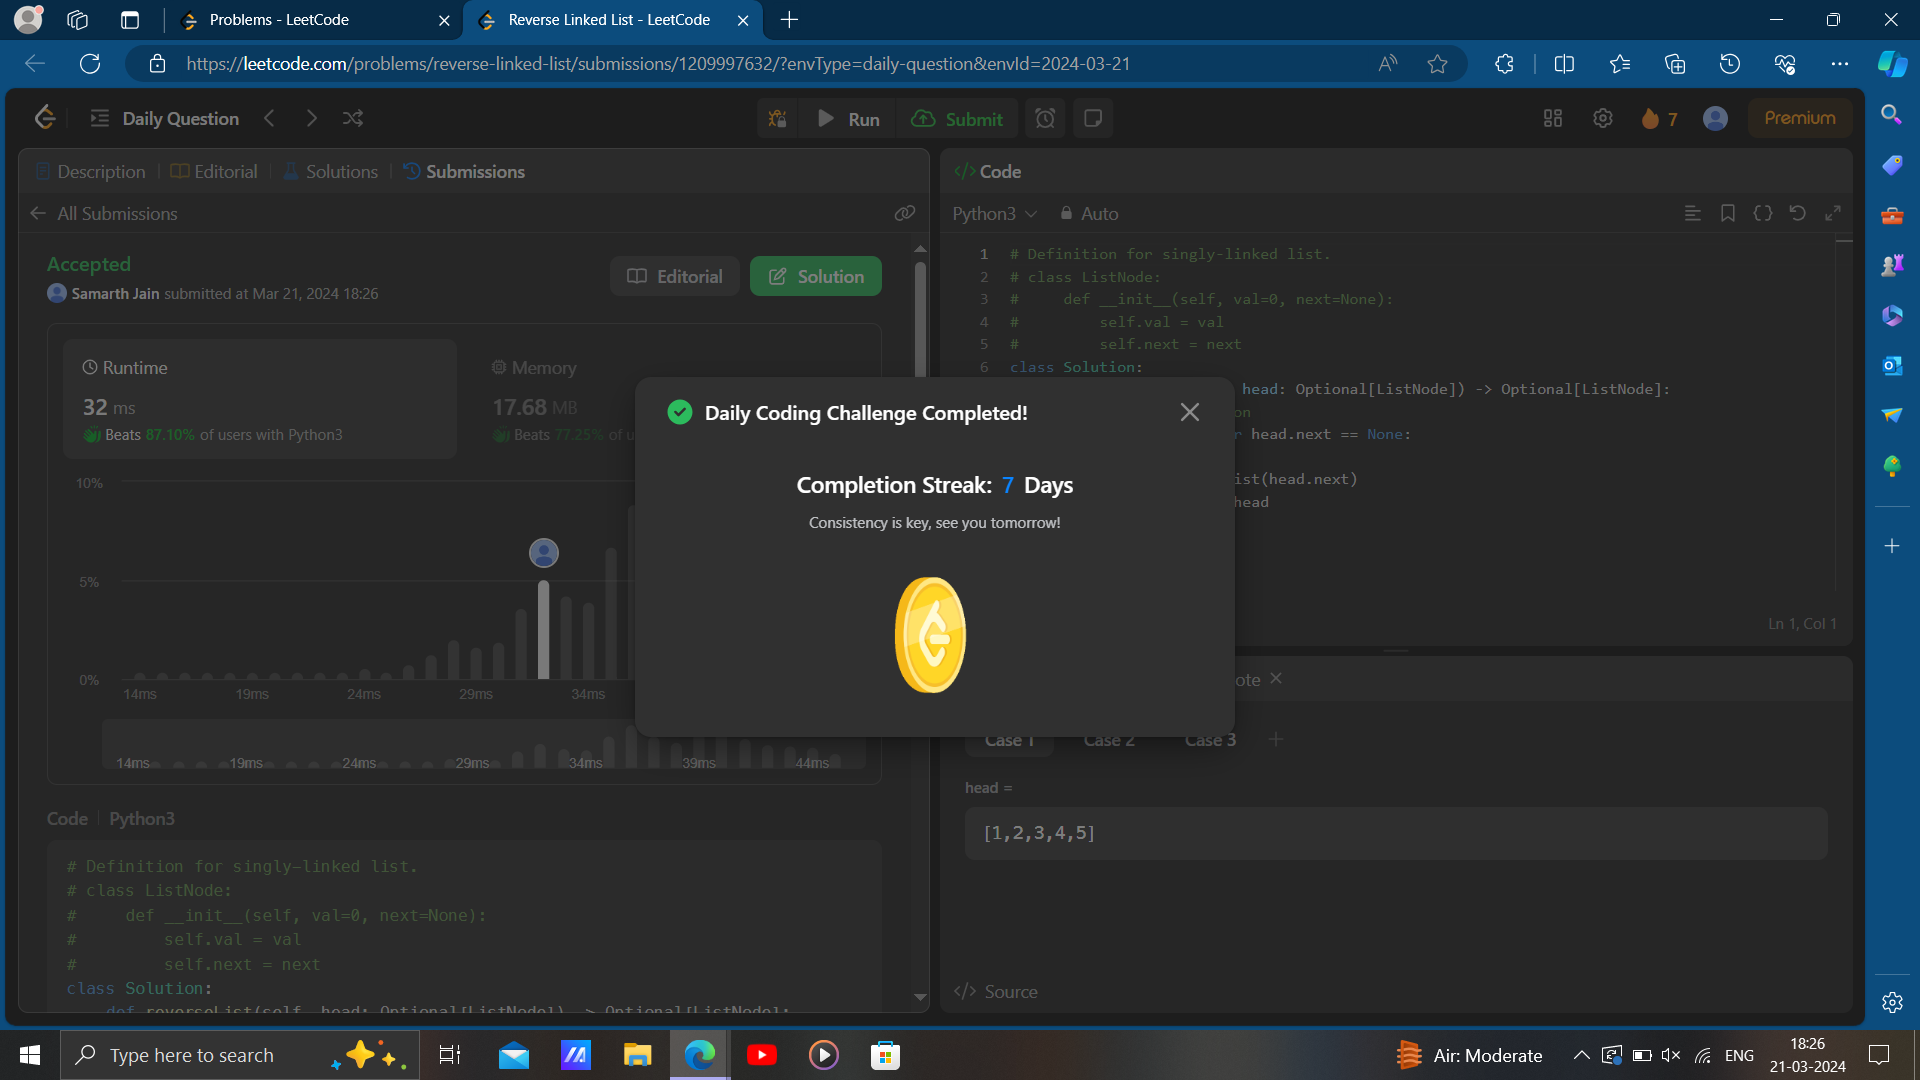 Problems - LeetCode
Reverse Linked List - LeetCode
https://leetcode.com/problems/reverse-linked-list/submissions/1209997632/?envType=daily-question&envId=2024-03-21
Daily Question
Run
Submit
7
Premium
Description
Editorial
Solutions
Submissions
All Submissions
Accepted
Samarth Jain submitted at Mar 21, 2024 18:26
Editorial
Solution
Runtime
32 ms
Beats 87.10% of users with Python3
Memory
17.68 MB
Beats 77.25% of u
10%
5%
0%
14ms 19ms 24ms 29ms 34ms
14ms 19ms 24ms 29ms 34ms 39ms 44ms
Code | Python3
# Definition for singly-linked list.
# class ListNode:
#     def __init__(self, val=0, next=None):
#         self.val = val
#         self.next = next
class Solution:
    def reverseList(self, head: Optional[ListNode]) -> Optional[ListNode]:
Daily Coding Challenge Completed!
Completion Streak: 7 Days
Consistency is key, see you tomorrow!
</> Code
Python3
Auto
1 # Definition for singly-linked list.
2 # class ListNode:
3 #     def __init__(self, val=0, next=None):
4 #         self.val = val
5 #         self.next = next
6 class Solution:
head: Optional[ListNode]) -> Optional[ListNode]:
on
r head.next == None:
ist(head.next)
head
Ln 1, Col 1
ote
Case 1 Case 2 Case 3
head =
[1,2,3,4,5]
</> Source
Type here to search
Air: Moderate
ENG
18:26
21-03-2024